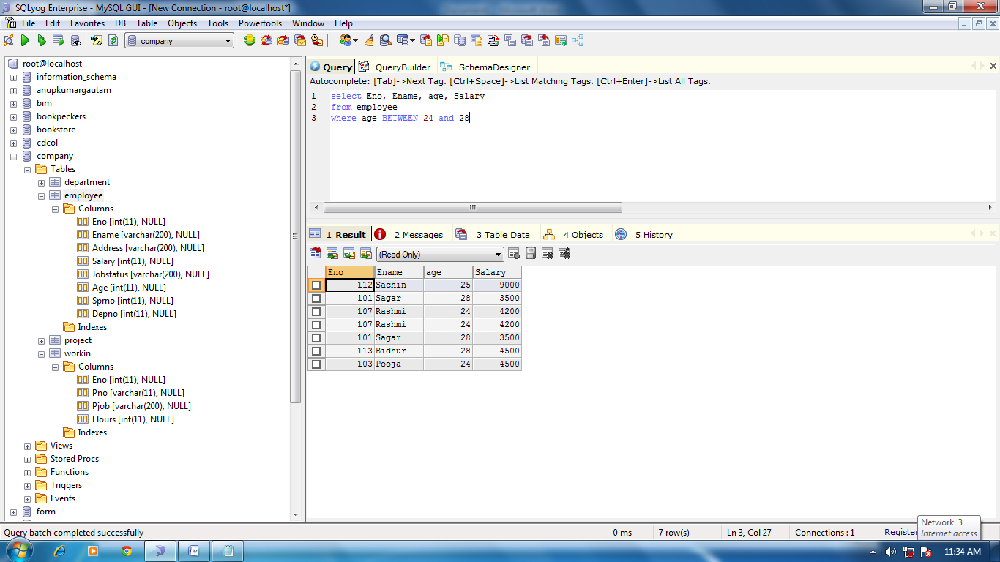 SQLyog Enterprise - MySQL GUI - [New Connection - root@localhost*]
File Edit Favorites DB Table Objects Tools Powertools Window Help
company
root@localhost
information_schema
anupkumargautam
bim
bookpeckers
bookstore
cdcol
company
Tables
department
employee
Columns
Eno [int(11), NULL]
Ename [varchar(200), NULL]
Address [varchar(200), NULL]
Salary [int(11), NULL]
Jobstatus [varchar(200), NULL]
Age [int(11), NULL]
Sprno [int(11), NULL]
Depno [int(11), NULL]
Indexes
project
workin
Columns
Eno [int(11), NULL]
Pno [varchar(11), NULL]
Pjob [varchar(200), NULL]
Hours [int(11), NULL]
Indexes
Views
Stored Procs
Functions
Triggers
Events
form
Query QueryBuilder SchemaDesigner
Autocomplete: [Tab]->Next Tag. [Ctrl+Space]->List Matching Tags. [Ctrl+Enter]->List All Tags.
1 select Eno, Ename, age, Salary
2 from employee
3 where age BETWEEN 24 and 28
1 Result 2 Messages 3 Table Data 4 Objects 5 History
(Read Only)
Eno Ename age Salary
112 Sachin 25 9000
101 Sagar 28 3500
107 Rashmi 24 4200
107 Rashmi 24 4200
101 Sagar 28 3500
113 Bidhur 28 4500
103 Pooja 24 4500
Query batch completed successfully 0 ms 7 row(s) Ln 3, Col 27 Connections : 1 Register
Network 3
Internet access
11:34 AM